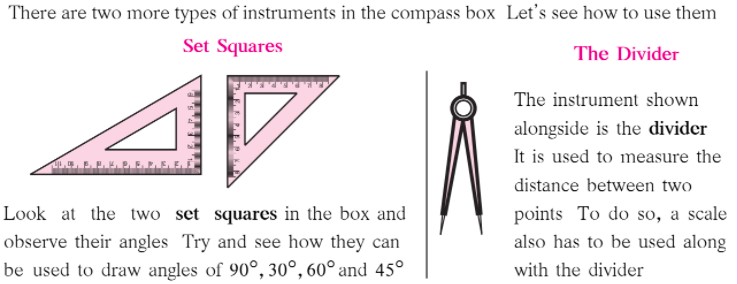 There are two more types of instruments in the compass box Let's see how to use them
Set Squares
Look at the two set squares in the box and
observe their angles Try and see how they can
be used to draw angles of 90°, 30°, 60° and 45°
The Divider
The instrument shown
alongside is the divider
It is used to measure the
distance between two
points To do so, a scale
also has to be used along
with the divider